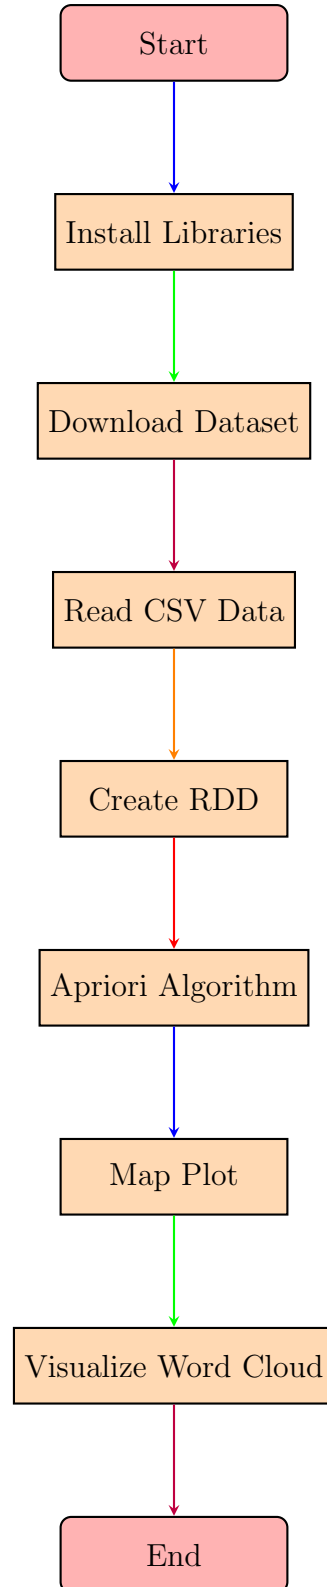 Start
Install Libraries
Download Dataset
Read CSV Data
Create RDD
Apriori Algorithm
Map Plot
Visualize Word Cloud
End